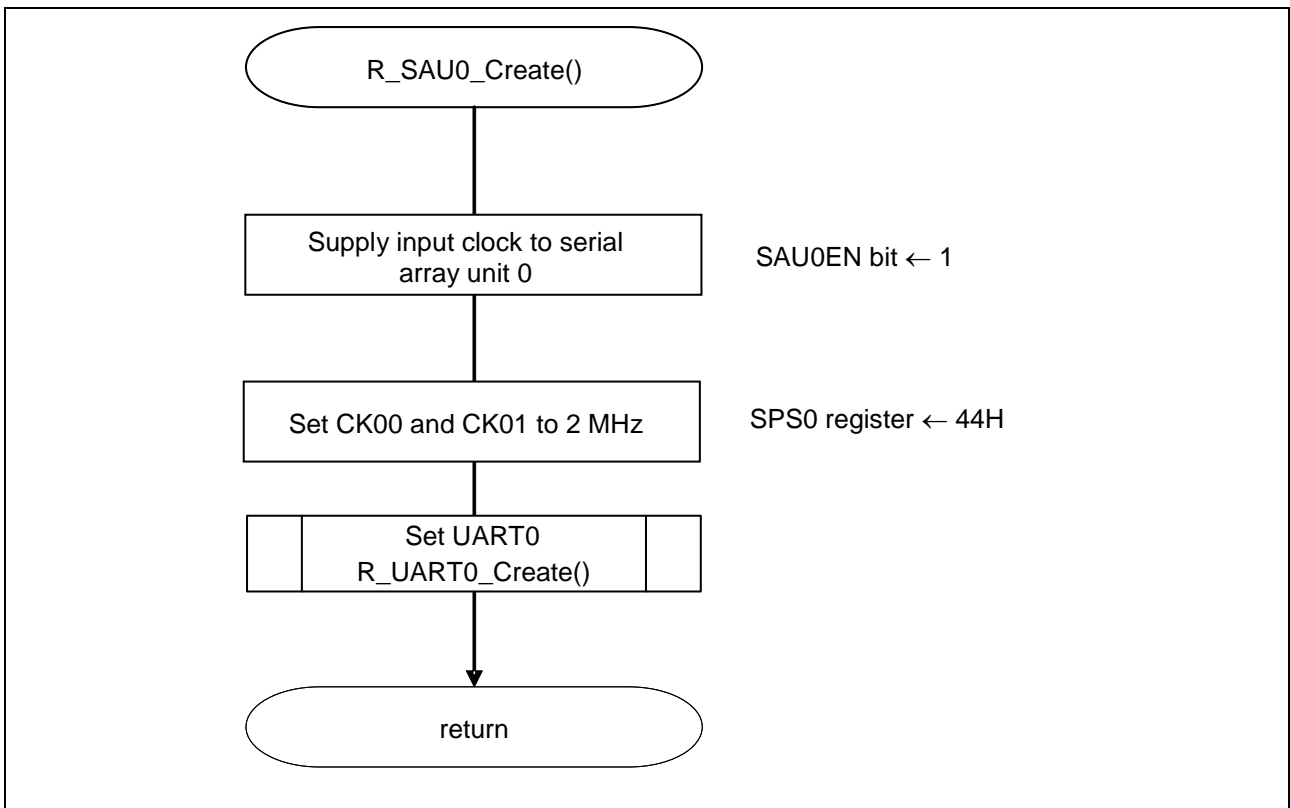 R_SAU0_Create()
Supply input clock to serial
array unit 0
SAU0EN bit ← 1
Set CK00 and CK01 to 2 MHz
SPS0 register ← 44H
Set UART0
R_UART0_Create()
return